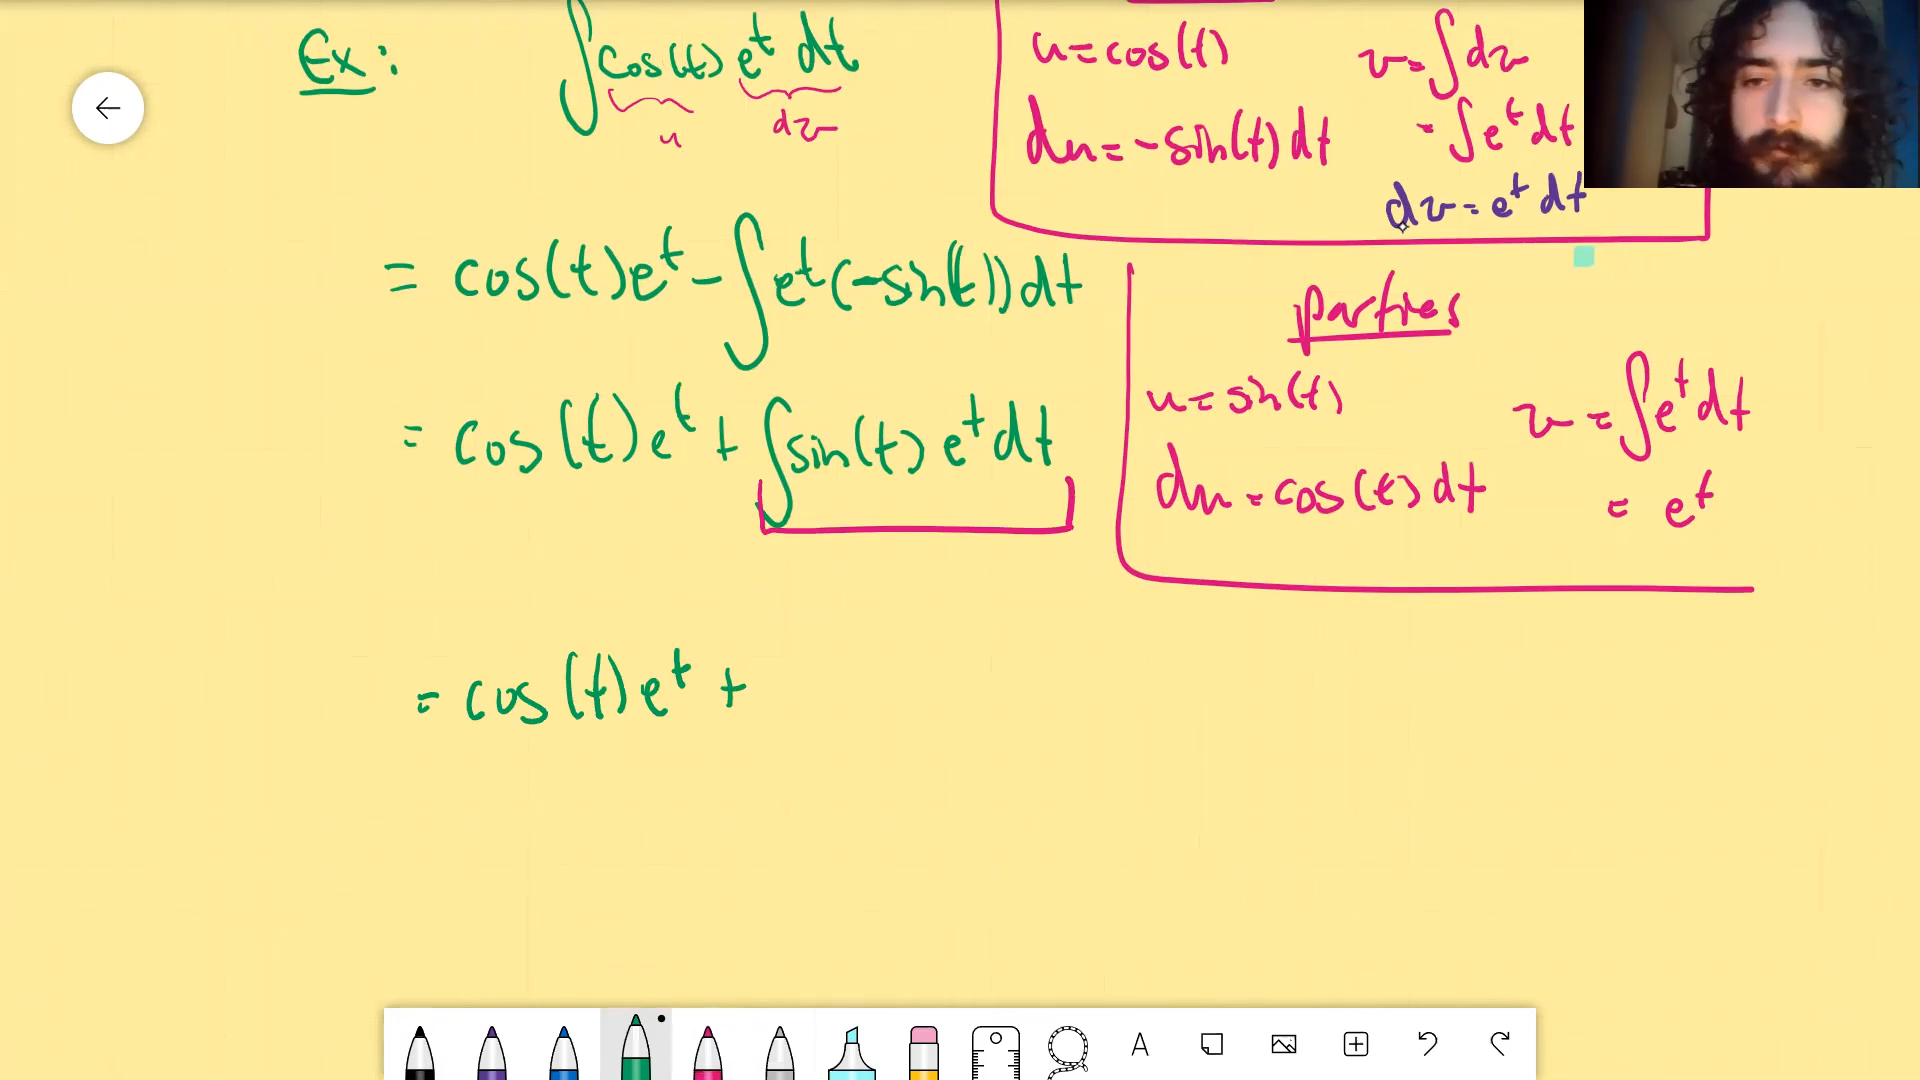 Ex: ∫cos(t) e^t dt
u dv
u=cos(t) v=∫dv
du=-sin(t)dt =∫e^t dt
dv=e^t dt
= cos(t)e^t-∫e^t(-sin(t))dt
parties
u=sin(t) v=∫e^t dt
du=cos(t)dt = e^t
= cos(t)e^t+∫sin(t)e^t dt
= cos(t)e^t +
A